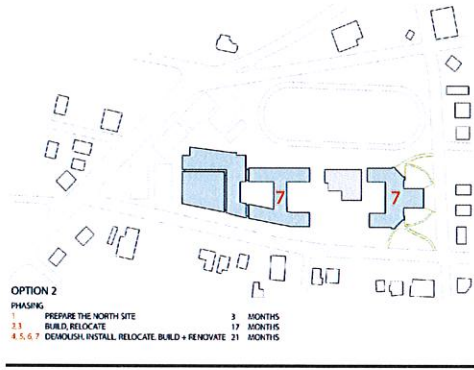 7
7
OPTION 2
PHASING
1 PREPARE THE NORTH SITE 3 MONTHS
2,3 BUILD, RELOCATE 17 MONTHS
4, 5, 6, 7 DEMOLISH, INSTALL, RELOCATE, BUILD + RENOVATE 21 MONTHS